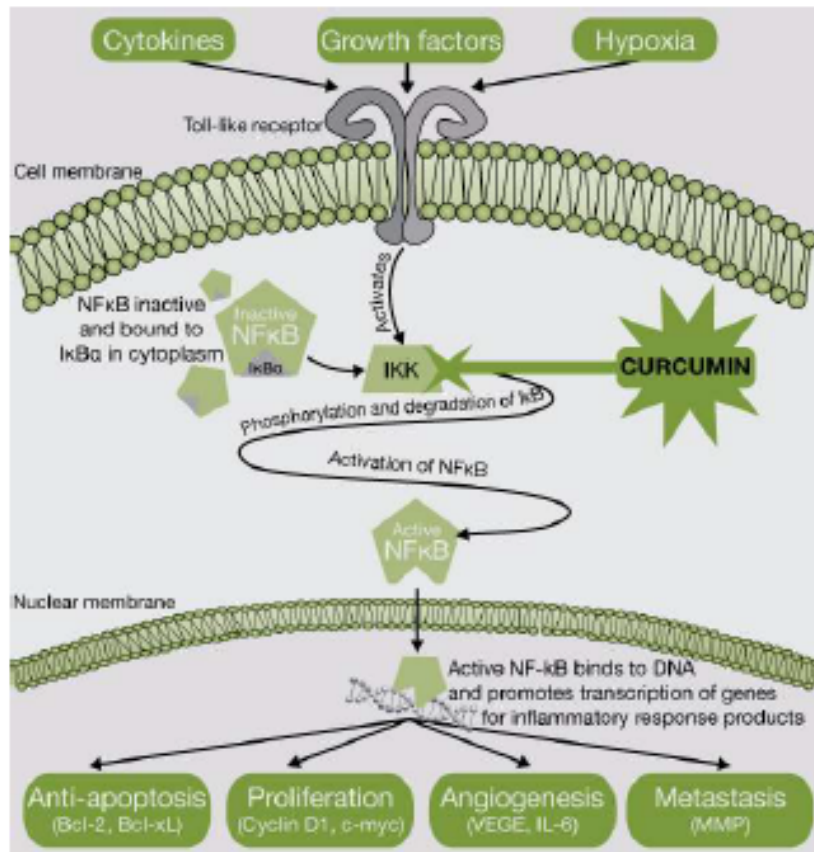 Cytokines
Growth factors
Hypoxia
Toll-like receptor
Cell membrane
Activates
NFκB inactive
and bound to
IκBα in cytoplasm
Inactive
NFκB
IκBα
IKK
CURCUMIN
Phosphorylation and degradation of IκB
Activation of NFκB
Active
NFκB
Nuclear membrane
Active NF-kB binds to DNA
and promotes transcription of genes
for inflammatory response products
Anti-apoptosis
(Bcl-2, Bcl-xL)
Proliferation
(Cyclin D1, c-myc)
Angiogenesis
(VEGE, IL-6)
Metastasis
(MMP)